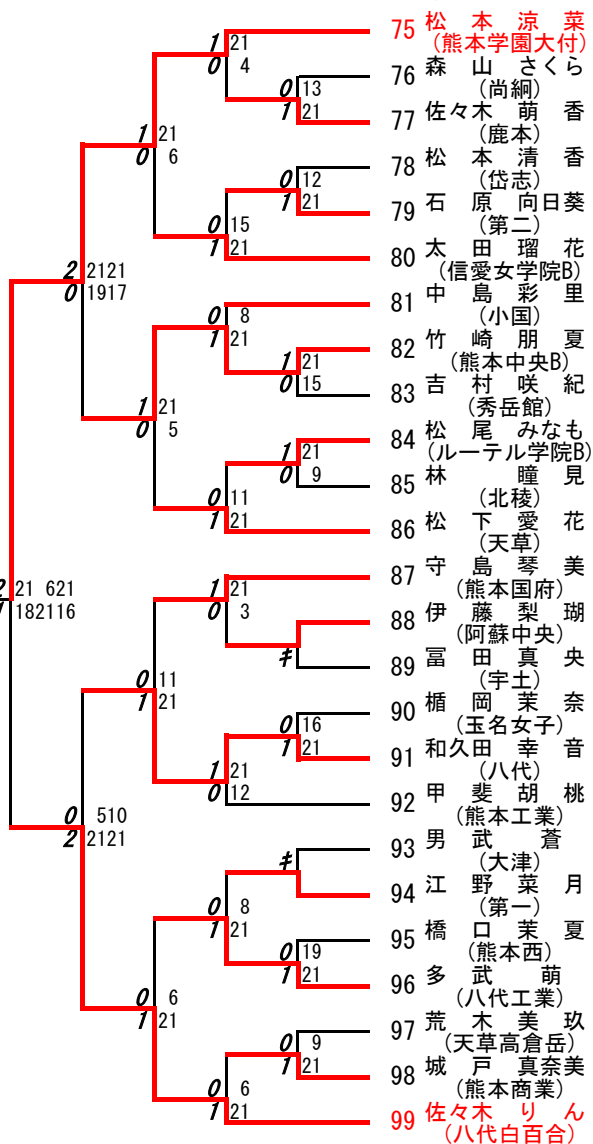 75 松本涼菜
(熊本学園大付)
1 21
0 4
76 森山さくら
(尚絅)
0 13
1 21
77 佐々木萌香
(鹿本)
1 21
0 6
78 松本清香
(岱志)
0 12
1 21
79 石原向日葵
(第二)
0 15
1 21
80 太田瑠花
(信愛女学院B)
2 2121
0 1917
81 中島彩里
(小国)
0 8
1 21
82 竹崎朋夏
(熊本中央B)
1 21
0 15
83 吉村咲紀
(秀岳館)
1 21
0 5
84 松尾みなも
(ルーテル学院B)
1 21
0 9
85 林瞳見
(北稜)
0 11
1 21
86 松下愛花
(天草)
87 守島琴美
(熊本国府)
2 21 621
1 182116
1 21
0 3
88 伊藤梨瑚
(阿蘇中央)
キ
89 冨田真央
(宇土)
0 11
1 21
90 楯岡茉奈
(玉名女子)
0 16
1 21
91 和久田幸音
(八代)
1 21
0 12
92 甲斐胡桃
(熊本工業)
0 510
2 2121
93 男武蒼
(大津)
キ
94 江野菜月
(第一)
0 8
1 21
95 橋口茉夏
(熊本西)
0 19
1 21
96 多武萌
(八代工業)
0 6
1 21
97 荒木美玖
(天草高倉岳)
0 9
1 21
98 城戸真奈美
(熊本商業)
0 6
1 21
99 佐々木りん
(八代白百合)